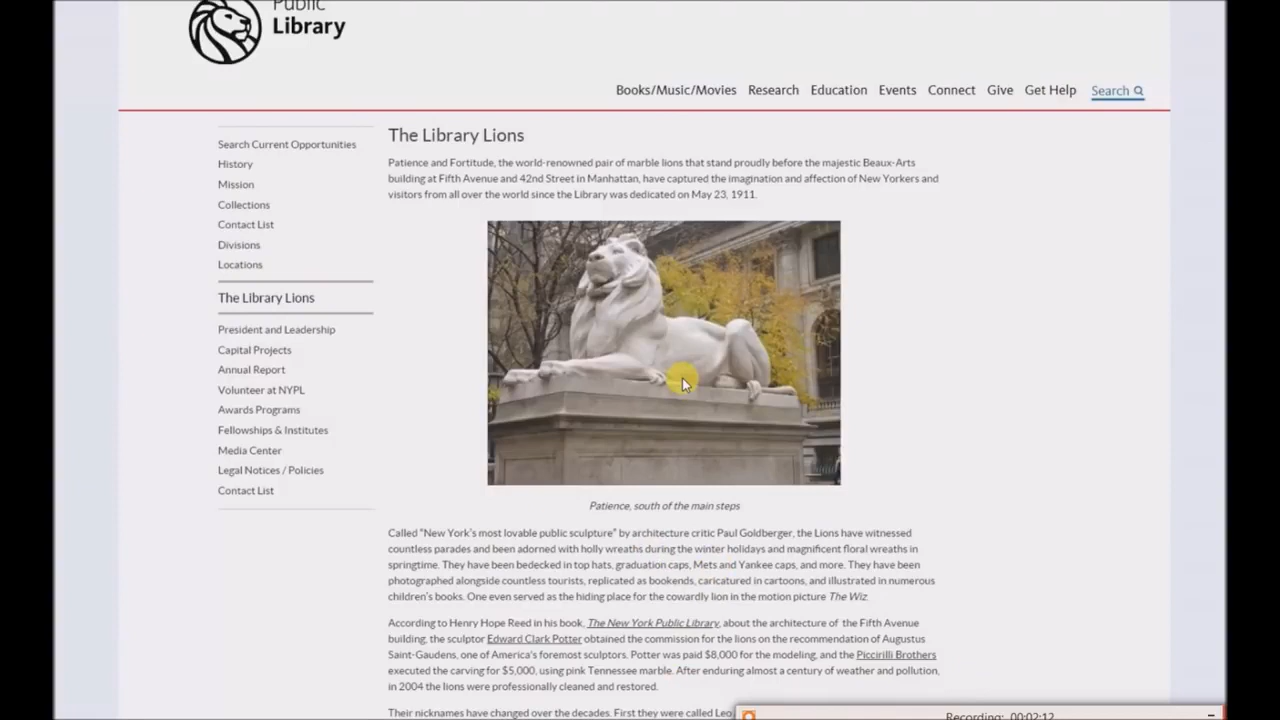 Public
Library
Books/Music/Movies Research Education Events Connect Give Get Help Search
Search Current Opportunities
History
Mission
Collections
Contact List
Divisions
Locations
The Library Lions
President and Leadership
Capital Projects
Annual Report
Volunteer at NYPL
Awards Programs
Fellowships & Institutes
Media Center
Legal Notices / Policies
Contact List
The Library Lions
Patience and Fortitude, the world-renowned pair of marble lions that stand proudly before the majestic Beaux-Arts
building at Fifth Avenue and 42nd Street in Manhattan, have captured the imagination and affection of New Yorkers and
visitors from all over the world since the Library was dedicated on May 23, 1911.
Patience, south of the main steps
Called “New York's most lovable public sculpture” by architecture critic Paul Goldberger, the Lions have witnessed
countless parades and been adorned with holly wreaths during the winter holidays and magnificent floral wreaths in
springtime. They have been bedecked in top hats, graduation caps, Mets and Yankee caps, and more. They have been
photographed alongside countless tourists, replicated as bookends, caricatured in cartoons, and illustrated in numerous
children's books. One even served as the hiding place for the cowardly lion in the motion picture The Wiz.
According to Henry Hope Reed in his book, The New York Public Library, about the architecture of the Fifth Avenue
building, the sculptor Edward Clark Potter obtained the commission for the lions on the recommendation of Augustus
Saint-Gaudens, one of America's foremost sculptors. Potter was paid $8,000 for the modeling, and the Piccirilli Brothers
executed the carving for $5,000, using pink Tennessee marble. After enduring almost a century of weather and pollution,
in 2004 the lions were professionally cleaned and restored.
Their nicknames have changed over the decades. First they were called Leo
Recording: 00:02:12